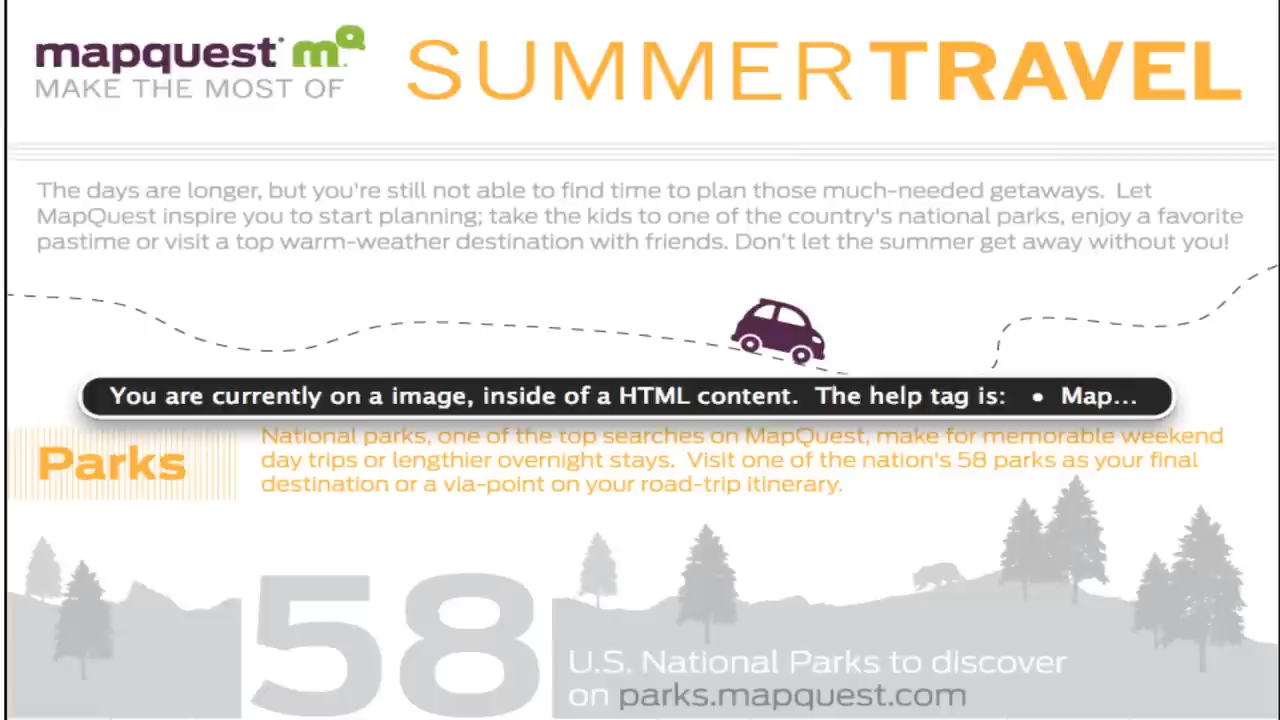 mapquest m
MAKE THE MOST OF
SUMMERTRAVEL
The days are longer, but you're still not able to find time to plan those much-needed getaways. Let
MapQuest inspire you to start planning; take the kids to one of the country's national parks, enjoy a favorite
pastime or visit a top warm-weather destination with friends. Don't let the summer get away without you!
You are currently on a image, inside of a HTML content. The help tag is: • Map...
Parks
National parks, one of the top searches on MapQuest, make for memorable weekend
day trips or lengthier overnight stays. Visit one of the nation's 58 parks as your final
destination or a via-point on your road-trip itinerary.
58
U.S. National Parks to discover
on parks.mapquest.com